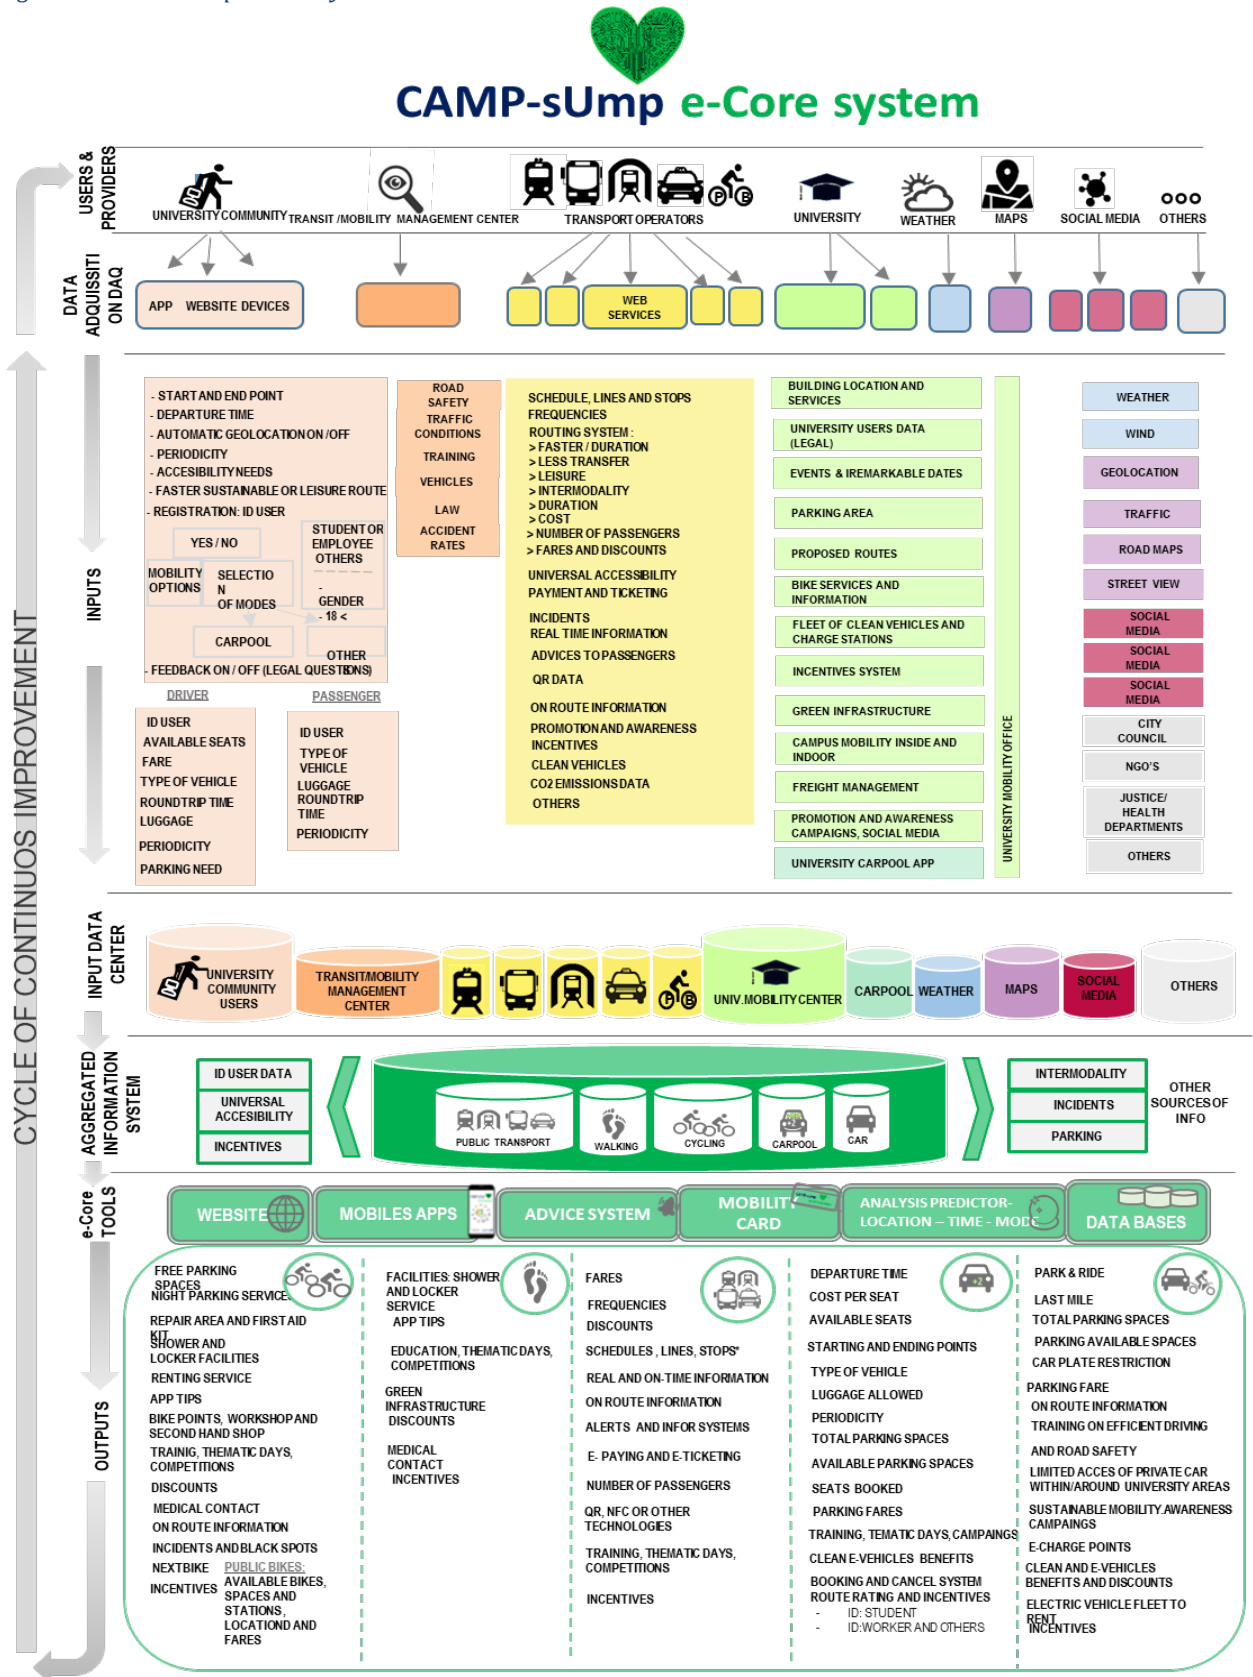 CAMP-sUmp e-Core system
CYCLE OF CONTINUOS IMPROVEMENT
USERS &
PROVIDERS
UNIVERSITY COMMUNITY
TRANSIT /MOBILITY MANAGEMENT CENTER
TRANSPORT OPERATORS
UNIVERSITY
WEATHER
MAPS
SOCIAL MEDIA
OTHERS
DATA
ADQUISSITI
ON DAQ
APP WEBSITE DEVICES
WEB
SERVICES
INPUTS
- START AND END POINT
- DEPARTURE TIME
- AUTOMATIC GEOLOCATION ON /OFF
- PERIODICITY
- ACCESIBILITY NEEDS
- FASTER SUSTAINABLE OR LEISURE ROUTE
- REGISTRATION: ID USER
YES / NO
MOBILITY
OPTIONS
SELECTIO
N
OF MODES
CARPOOL
STUDENT OR
EMPLOYEE
OTHERS
-
GENDER
- 18 <
OTHER
- FEEDBACK ON / OFF (LEGAL QUESTIONS)
DRIVER
ID USER
AVAILABLE SEATS
FARE
TYPE OF VEHICLE
ROUNDTRIP TIME
LUGGAGE
PERIODICITY
PARKING NEED
PASSENGER
ID USER
TYPE OF
VEHICLE
LUGGAGE
ROUNDTRIP
TIME
PERIODICITY
ROAD
SAFETY
TRAFFIC
CONDITIONS
TRAINING
VEHICLES
LAW
ACCIDENT
RATES
SCHEDULE, LINES AND STOPS
FREQUENCIES
ROUTING SYSTEM :
> FASTER / DURATION
> LESS TRANSFER
> LEISURE
> INTERMODALITY
> DURATION
> COST
> NUMBER OF PASSENGERS
> FARES AND DISCOUNTS
UNIVERSAL ACCESSIBILITY
PAYMENT AND TICKETING
INCIDENTS
REAL TIME INFORMATION
ADVICES TO PASSENGERS
QR DATA
ON ROUTE INFORMATION
PROMOTION AND AWARENESS
INCENTIVES
CLEAN VEHICLES
CO2 EMISSIONS DATA
OTHERS
BUILDING LOCATION AND
SERVICES
UNIVERSITY USERS DATA
(LEGAL)
EVENTS & IREMARKABLE DATES
PARKING AREA
PROPOSED ROUTES
BIKE SERVICES AND
INFORMATION
FLEET OF CLEAN VEHICLES AND
CHARGE STATIONS
INCENTIVES SYSTEM
GREEN INFRASTRUCTURE
CAMPUS MOBILITY INSIDE AND
INDOOR
FREIGHT MANAGEMENT
PROMOTION AND AWARENESS
CAMPAIGNS, SOCIAL MEDIA
UNIVERSITY CARPOOL APP
UNIVERSITY MOBILITY OFFICE
WEATHER
WIND
GEOLOCATION
TRAFFIC
ROAD MAPS
STREET VIEW
SOCIAL
MEDIA
SOCIAL
MEDIA
SOCIAL
MEDIA
CITY
COUNCIL
NGO'S
JUSTICE/
HEALTH
DEPARTMENTS
OTHERS
INPUT DATA
CENTER
UNIVERSITY
COMMUNITY
USERS
TRANSIT/MOBILITY
MANAGEMENT
CENTER
P B
UNIV. MOBILITY CENTER
CARPOOL
WEATHER
MAPS
SOCIAL
MEDIA
OTHERS
AGGREGATED
INFORMATION
SYSTEM
ID USER DATA
UNIVERSAL
ACCESIBILITY
INCENTIVES
PUBLIC TRANSPORT
WALKING
CYCLING
CARPOOL
CAR
INTERMODALITY
INCIDENTS
PARKING
OTHER
SOURCES OF
INFO
e-Core
TOOLS
WEBSITE
MOBILES APPS
ADVICE SYSTEM
MOBILITY
CARD
ANALYSIS PREDICTOR-
LOCATION – TIME - MODE
DATA BASES
OUTPUTS
FREE PARKING
SPACES
NIGHT PARKING SERVICES
REPAIR AREA AND FIRST AID
KIT
SHOWER AND
LOCKER FACILITIES
RENTING SERVICE
APP TIPS
BIKE POINTS, WORKSHOP AND
SECOND HAND SHOP
TRAINIG, THEMATIC DAYS,
COMPETITIONS
DISCOUNTS
MEDICAL CONTACT
ON ROUTE INFORMATION
INCIDENTS AND BLACK SPOTS
NEXTBIKE
INCENTIVES
PUBLIC BIKES:
AVAILABLE BIKES,
SPACES AND
STATIONS,
LOCATIOND AND
FARES
FACILITIES: SHOWER
AND LOCKER
SERVICE
APP TIPS
EDUCATION, THEMATIC DAYS,
COMPETITIONS
GREEN
INFRASTRUCTURE
DISCOUNTS
MEDICAL
CONTACT
INCENTIVES
FARES
FREQUENCIES
DISCOUNTS
SCHEDULES , LINES, STOPS*
REAL AND ON-TIME INFORMATION
ON ROUTE INFORMATION
ALERTS AND INFOR SYSTEMS
E- PAYING AND E-TICKETING
NUMBER OF PASSENGERS
QR, NFC OR OTHER
TECHNOLOGIES
TRAINING, THEMATIC DAYS,
COMPETITIONS
INCENTIVES
+2
DEPARTURE TIME
COST PER SEAT
AVAILABLE SEATS
STARTING AND ENDING POINTS
TYPE OF VEHICLE
LUGGAGE ALLOWED
PERIODICITY
TOTAL PARKING SPACES
AVAILABLE PARKING SPACES
SEATS BOOKED
PARKING FARES
TRAINING, TEMATIC DAYS, CAMPAINGS
CLEAN E-VEHICLES BENEFITS
BOOKING AND CANCEL SYSTEM
ROUTE RATING AND INCENTIVES
- ID: STUDENT
- ID:WORKER AND OTHERS
PARK & RIDE
LAST MILE
TOTAL PARKING SPACES
PARKING AVAILABLE SPACES
CAR PLATE RESTRICTION
PARKING FARE
ON ROUTE INFORMATION
TRAINING ON EFFICIENT DRIVING
AND ROAD SAFETY
LIMITED ACCES OF PRIVATE CAR
WITHIN/AROUND UNIVERSITY AREAS
SUSTAINABLE MOBILITY. AWARENESS
CAMPAINGS
E-CHARGE POINTS
CLEAN AND E-VEHICLES
BENEFITS AND DISCOUNTS
ELECTRIC VEHICLE FLEET TO
RENT
INCENTIVES